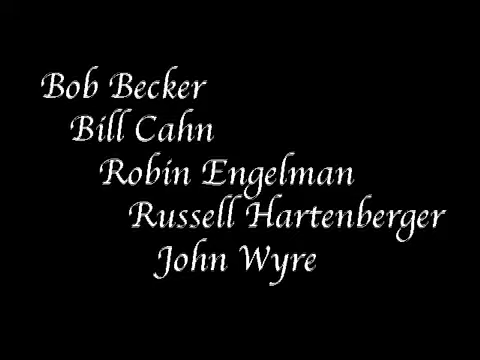 Bob Becker
Bill Cahn
Robin Engelman
Russell Hartenberger
John Wyre